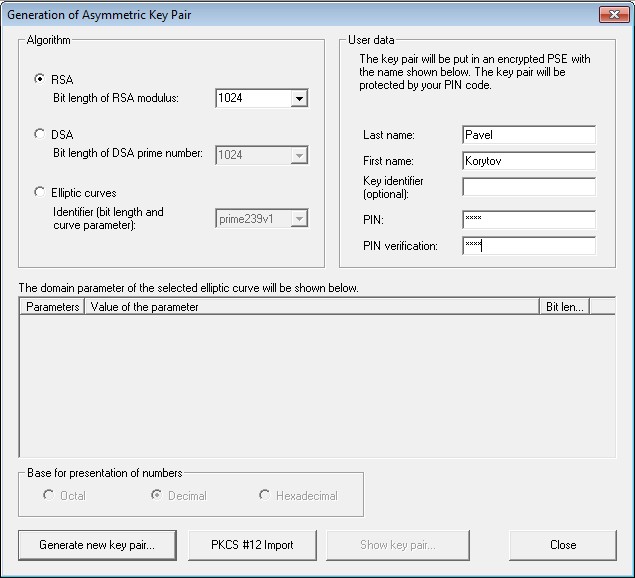 Generation of Asymmetric Key Pair
Algorithm
RSA
Bit length of RSA modulus:
1024
DSA
Bit length of DSA prime number:
1024
Elliptic curves
Identifier (bit length and
curve parameter):
prime239v1
User data
The key pair will be put in an encrypted PSE with
the name shown below. The key pair will be
protected by your PIN code.
Last name:
Pavel
First name:
Korytov
Key identifier
(optional):
PIN:
****
PIN verification:
****
The domain parameter of the selected elliptic curve will be shown below.
Parameters
Value of the parameter
Bit len...
Base for presentation of numbers
Octal
Decimal
Hexadecimal
Generate new key pair...
PKCS #12 Import
Show key pair...
Close